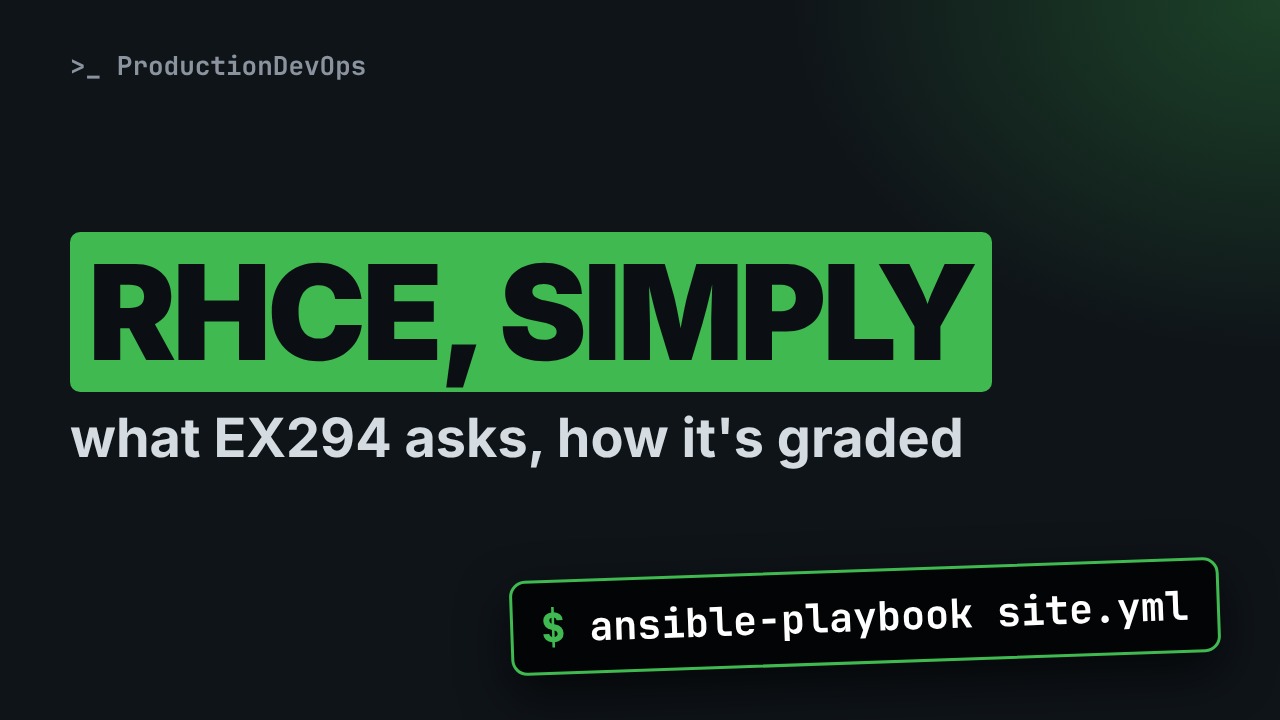 >_ ProductionDevOps
RHCE, SIMPLY
what EX294 asks, how it's graded
$ ansible-playbook site.yml